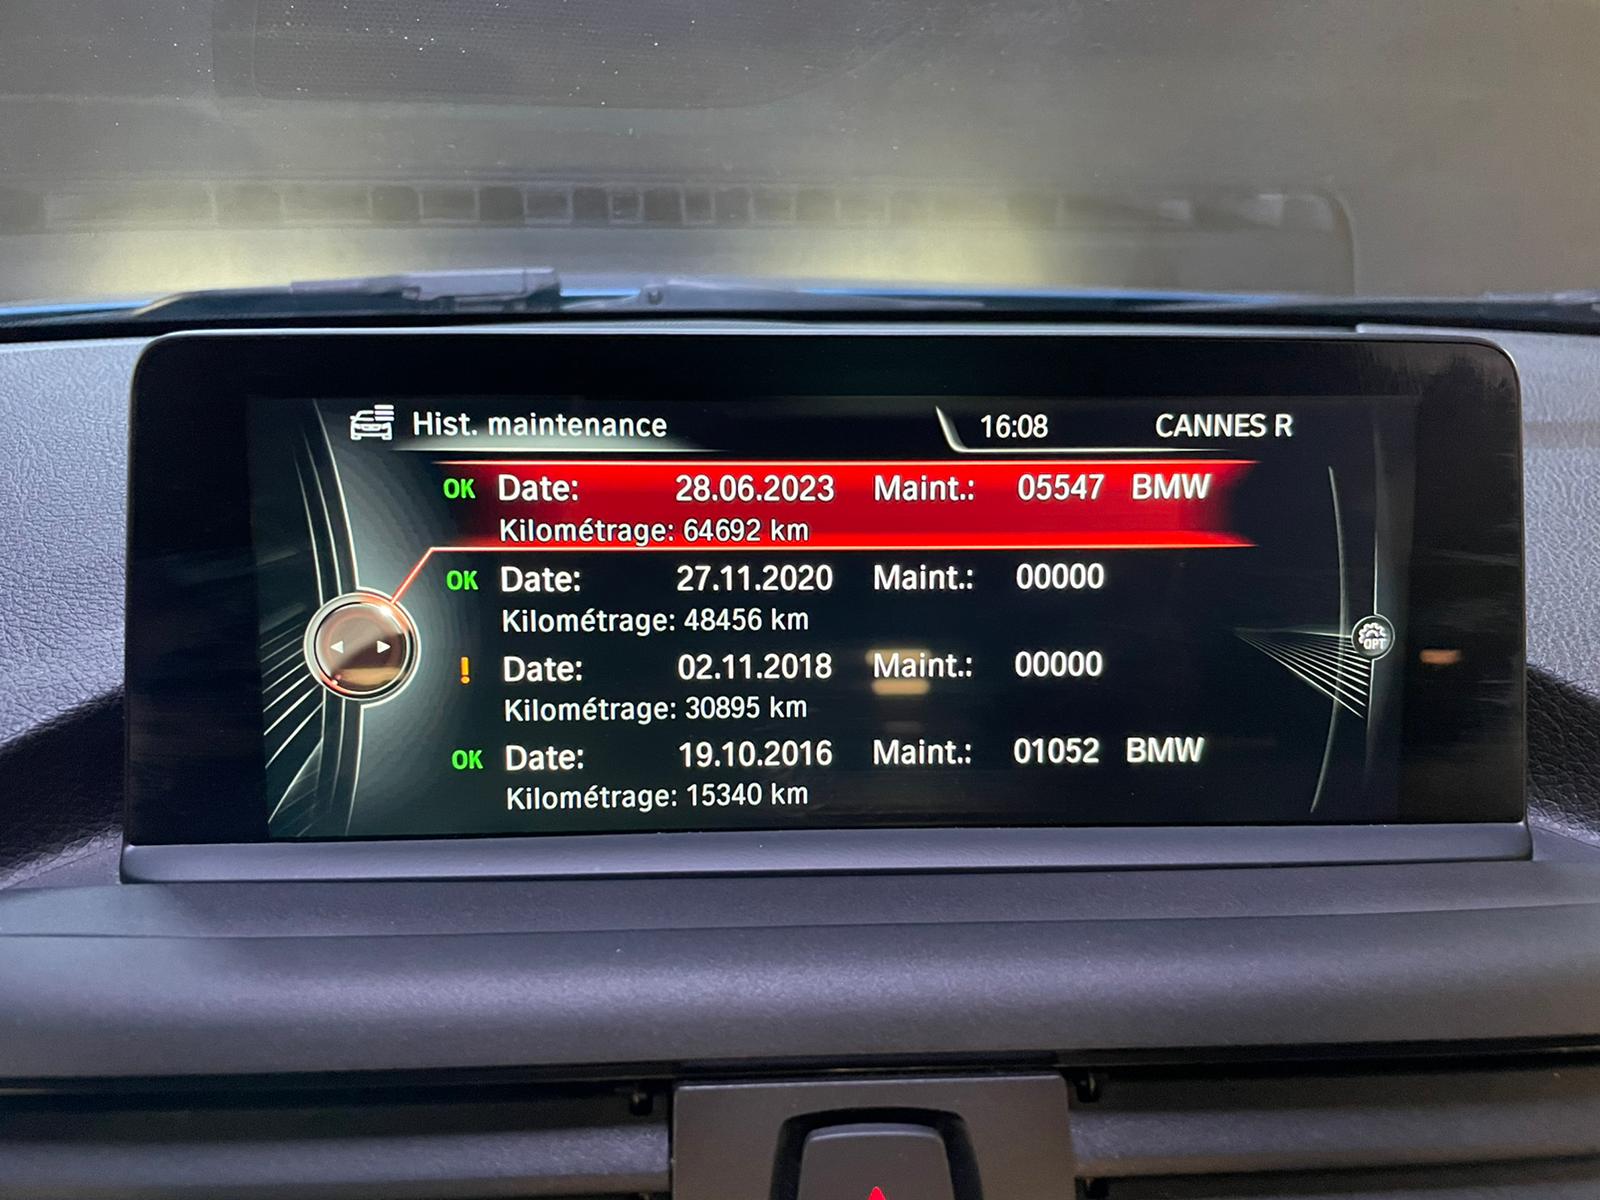 Hist. maintenance 16:08 CANNES R
OK Date: 28.06.2023 Maint.: 05547 BMW
Kilométrage: 64692 km
OK Date: 27.11.2020 Maint.: 00000
Kilométrage: 48456 km
! Date: 02.11.2018 Maint.: 00000
Kilométrage: 30895 km
OPT
OK Date: 19.10.2016 Maint.: 01052 BMW
Kilométrage: 15340 km